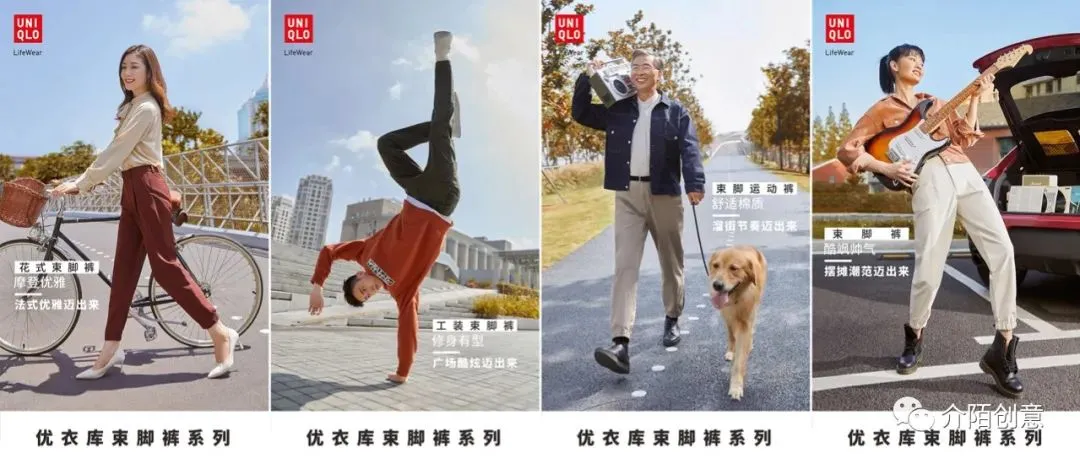 UNI
QLO
LifeWear
花式束脚裤
摩登优雅
法式优雅迈出来
优衣库束脚裤系列
UNI
QLO
LifeWear
工装束脚裤
修身有型
广场酷炫迈出来
优衣库束脚裤系列
UNI
QLO
LifeWear
束脚运动裤
舒适棉质
溜街节奏迈出来
优衣库束脚裤系列
UNI
QLO
LifeWear
束脚裤
酷飒帅气
摆摊潮范迈出来
优衣库束脚裤系列
介陌创意